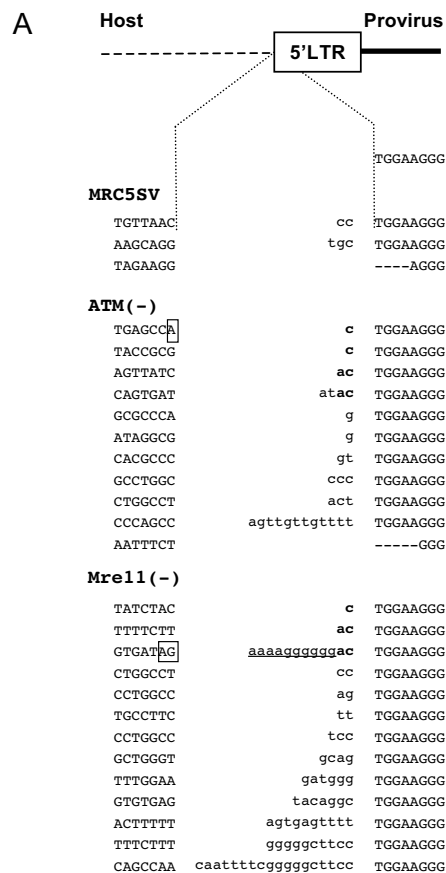 A
Host Provirus
5'LTR
TGGAAGGG
MRC5SV
TGTTAAC cc TGGAAGGG
AAGCAGG tgc TGGAAGGG
TAGAAGG ----AGGG
ATM(-)
TGAGCCA c TGGAAGGG
TACCGCG c TGGAAGGG
AGTTATC ac TGGAAGGG
CAGTGAT atac TGGAAGGG
GCGCCCA g TGGAAGGG
ATAGGCG g TGGAAGGG
CACGCCC gt TGGAAGGG
GCCTGGC ccc TGGAAGGG
CTGGCCT act TGGAAGGG
CCCAGCC agttgttgtttt TGGAAGGG
AATTTCT -----GGG
Mre11(-)
TATCTAC c TGGAAGGG
TTTTCTT ac TGGAAGGG
GTGATAG aaaaggggggac TGGAAGGG
CTGGCCT cc TGGAAGGG
CCTGGCC ag TGGAAGGG
TGCCTTC tt TGGAAGGG
CCTGGCC tcc TGGAAGGG
GCTGGGT gcag TGGAAGGG
TTTGGAA gatggg TGGAAGGG
GTGTGAG tacaggc TGGAAGGG
ACTTTTT agtgagtttt TGGAAGGG
TTTCTTT gggggcttcc TGGAAGGG
CAGCCAA caattttcgggggcttcc TGGAAGGG